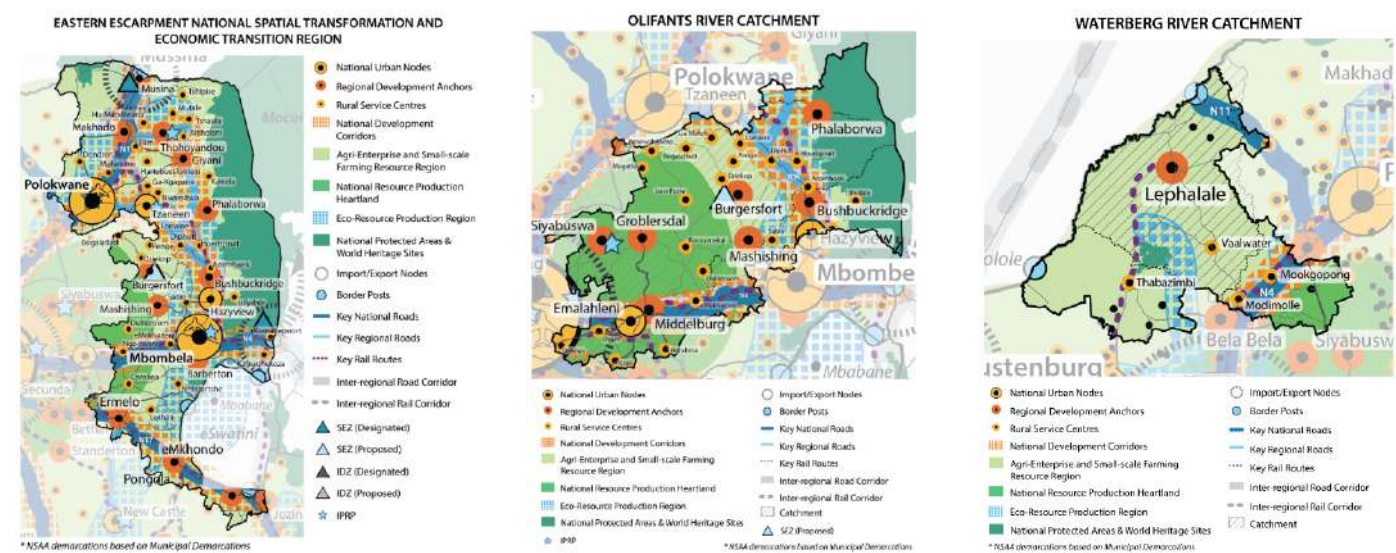 EASTERN ESCARPMENT NATIONAL SPATIAL TRANSFORMATION AND
ECONOMIC TRANSITION REGION
Musina
Tshipise
Makhado
Thohoyandou
Giyani
N1
Polokwane
Tzaneen
Phalaborwa
Burgersfort
Bushbuckridge
Mashishing
Hazyview
Siyabuswa
Mbombela
Barberton
Secunda
Mbabane
Ermelo
Lothair
eSwatini
Standerton
N17
eMkhondo
Pongola
New Castle
Jozin
National Urban Nodes
Regional Development Anchors
Rural Service Centres
National Development
Corridors
Agri-Enterprise and Small-scale
Farming Resource Region
National Resource Production
Heartland
Eco-Resource Production Region
National Protected Areas &
World Heritage Sites
Import/Export Nodes
Border Posts
Key National Roads
Key Regional Roads
Key Rail Routes
Inter-regional Road Corridor
Inter-regional Rail Corridor
SEZ (Designated)
SEZ (Proposed)
IDZ (Designated)
IDZ (Proposed)
IPRP
* NSAA demarcations based on Municipal Demarcations
OLIFANTS RIVER CATCHMENT
Giyani
Polokwane
Tzaneen
Phalaborwa
Burgersfort
Bushbuckridge
Siyabuswa
Groblersdal
Hazyview
Mashishing
Mbombe
Emalahleni
Middelburg
Mbabane
National Urban Nodes
Regional Development Anchors
Rural Service Centres
National Development Corridors
Agri-Enterprise and Small-scale Farming
Resource Region
National Resource Production Heartland
Eco-Resource Production Region
National Protected Areas & World Heritage Sites
IPRP
Import/Export Nodes
Border Posts
Key National Roads
Key Regional Roads
Key Rail Routes
Inter-regional Road Corridor
Inter-regional Rail Corridor
Catchment
SEZ (Proposed)
* NSAA demarcations based on Municipal Demarcations
WATERBERG RIVER CATCHMENT
Makhad
N11
Lephalale
Vaalwater
Mookgopong
Thabazimbi
N4
Modimolle
Bela Bela
Siyabusw
ustenburg
National Urban Nodes
Regional Development Anchors
Rural Service Centres
National Development Corridors
Agri-Enterprise and Small-scale Farming
Resource Region
National Resource Production Heartland
Eco-Resource Production Region
National Protected Areas & World Heritage Sites
Import/Export Nodes
Border Posts
Key National Roads
Key Regional Roads
Key Rail Routes
Inter-regional Road Corridor
Inter-regional Rail Corridor
Catchment
* NSAA demarcations based on Municipal Demarcations